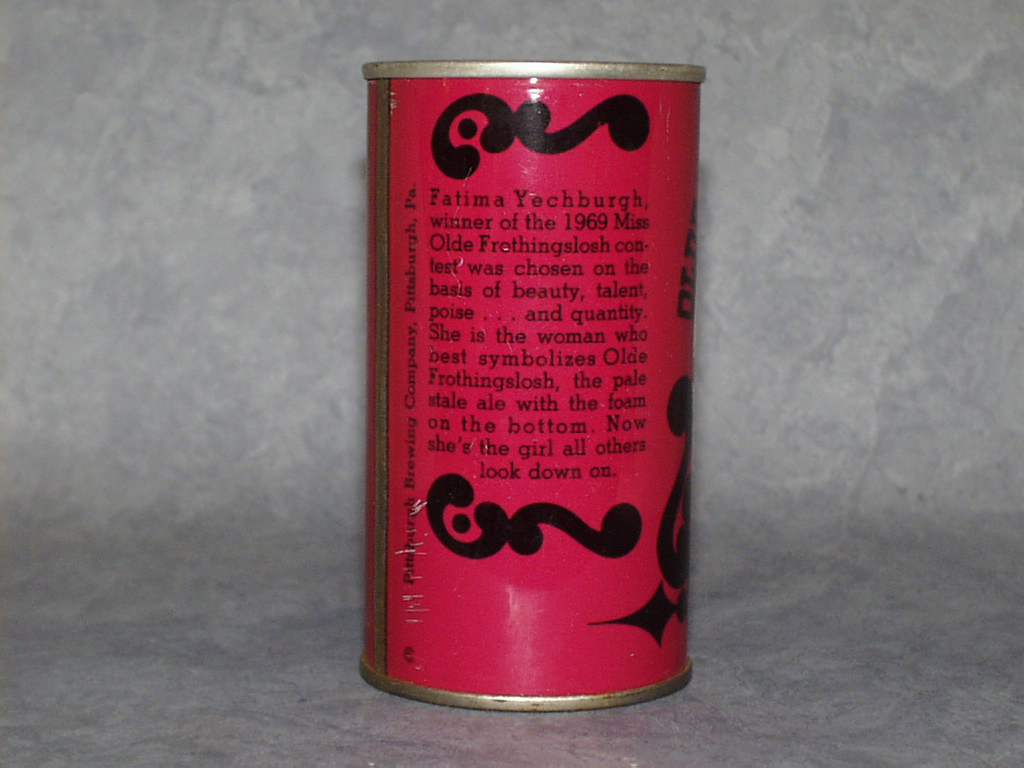 Fatima Yechburgh,
winner of the 1969 Miss
Olde Frothingslosh con-
test was chosen on the
basis of beauty, talent,
poise . . . and quantity.
She is the woman who
best symbolizes Olde
Frothingslosh, the pale
stale ale with the foam
on the bottom. Now
she's the girl all others
look down on.
Pittsburgh Brewing Company, Pittsburgh, Pa.